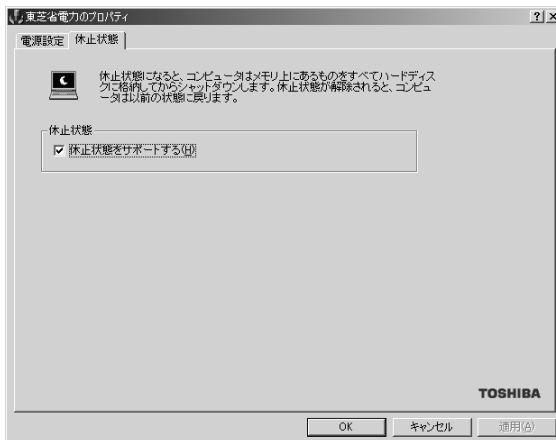 東芝省電力のプロパティ
電源設定 休止状態
休止状態になると、コンピュータはメモリ上にあるものをすべてハードディス
クに格納してからシャットダウンします。休止状態が解除されると、コンピュ
ータは以前の状態に戻ります。
休止状態
休止状態をサポートする(H)
TOSHIBA
OK キャンセル 適用(A)